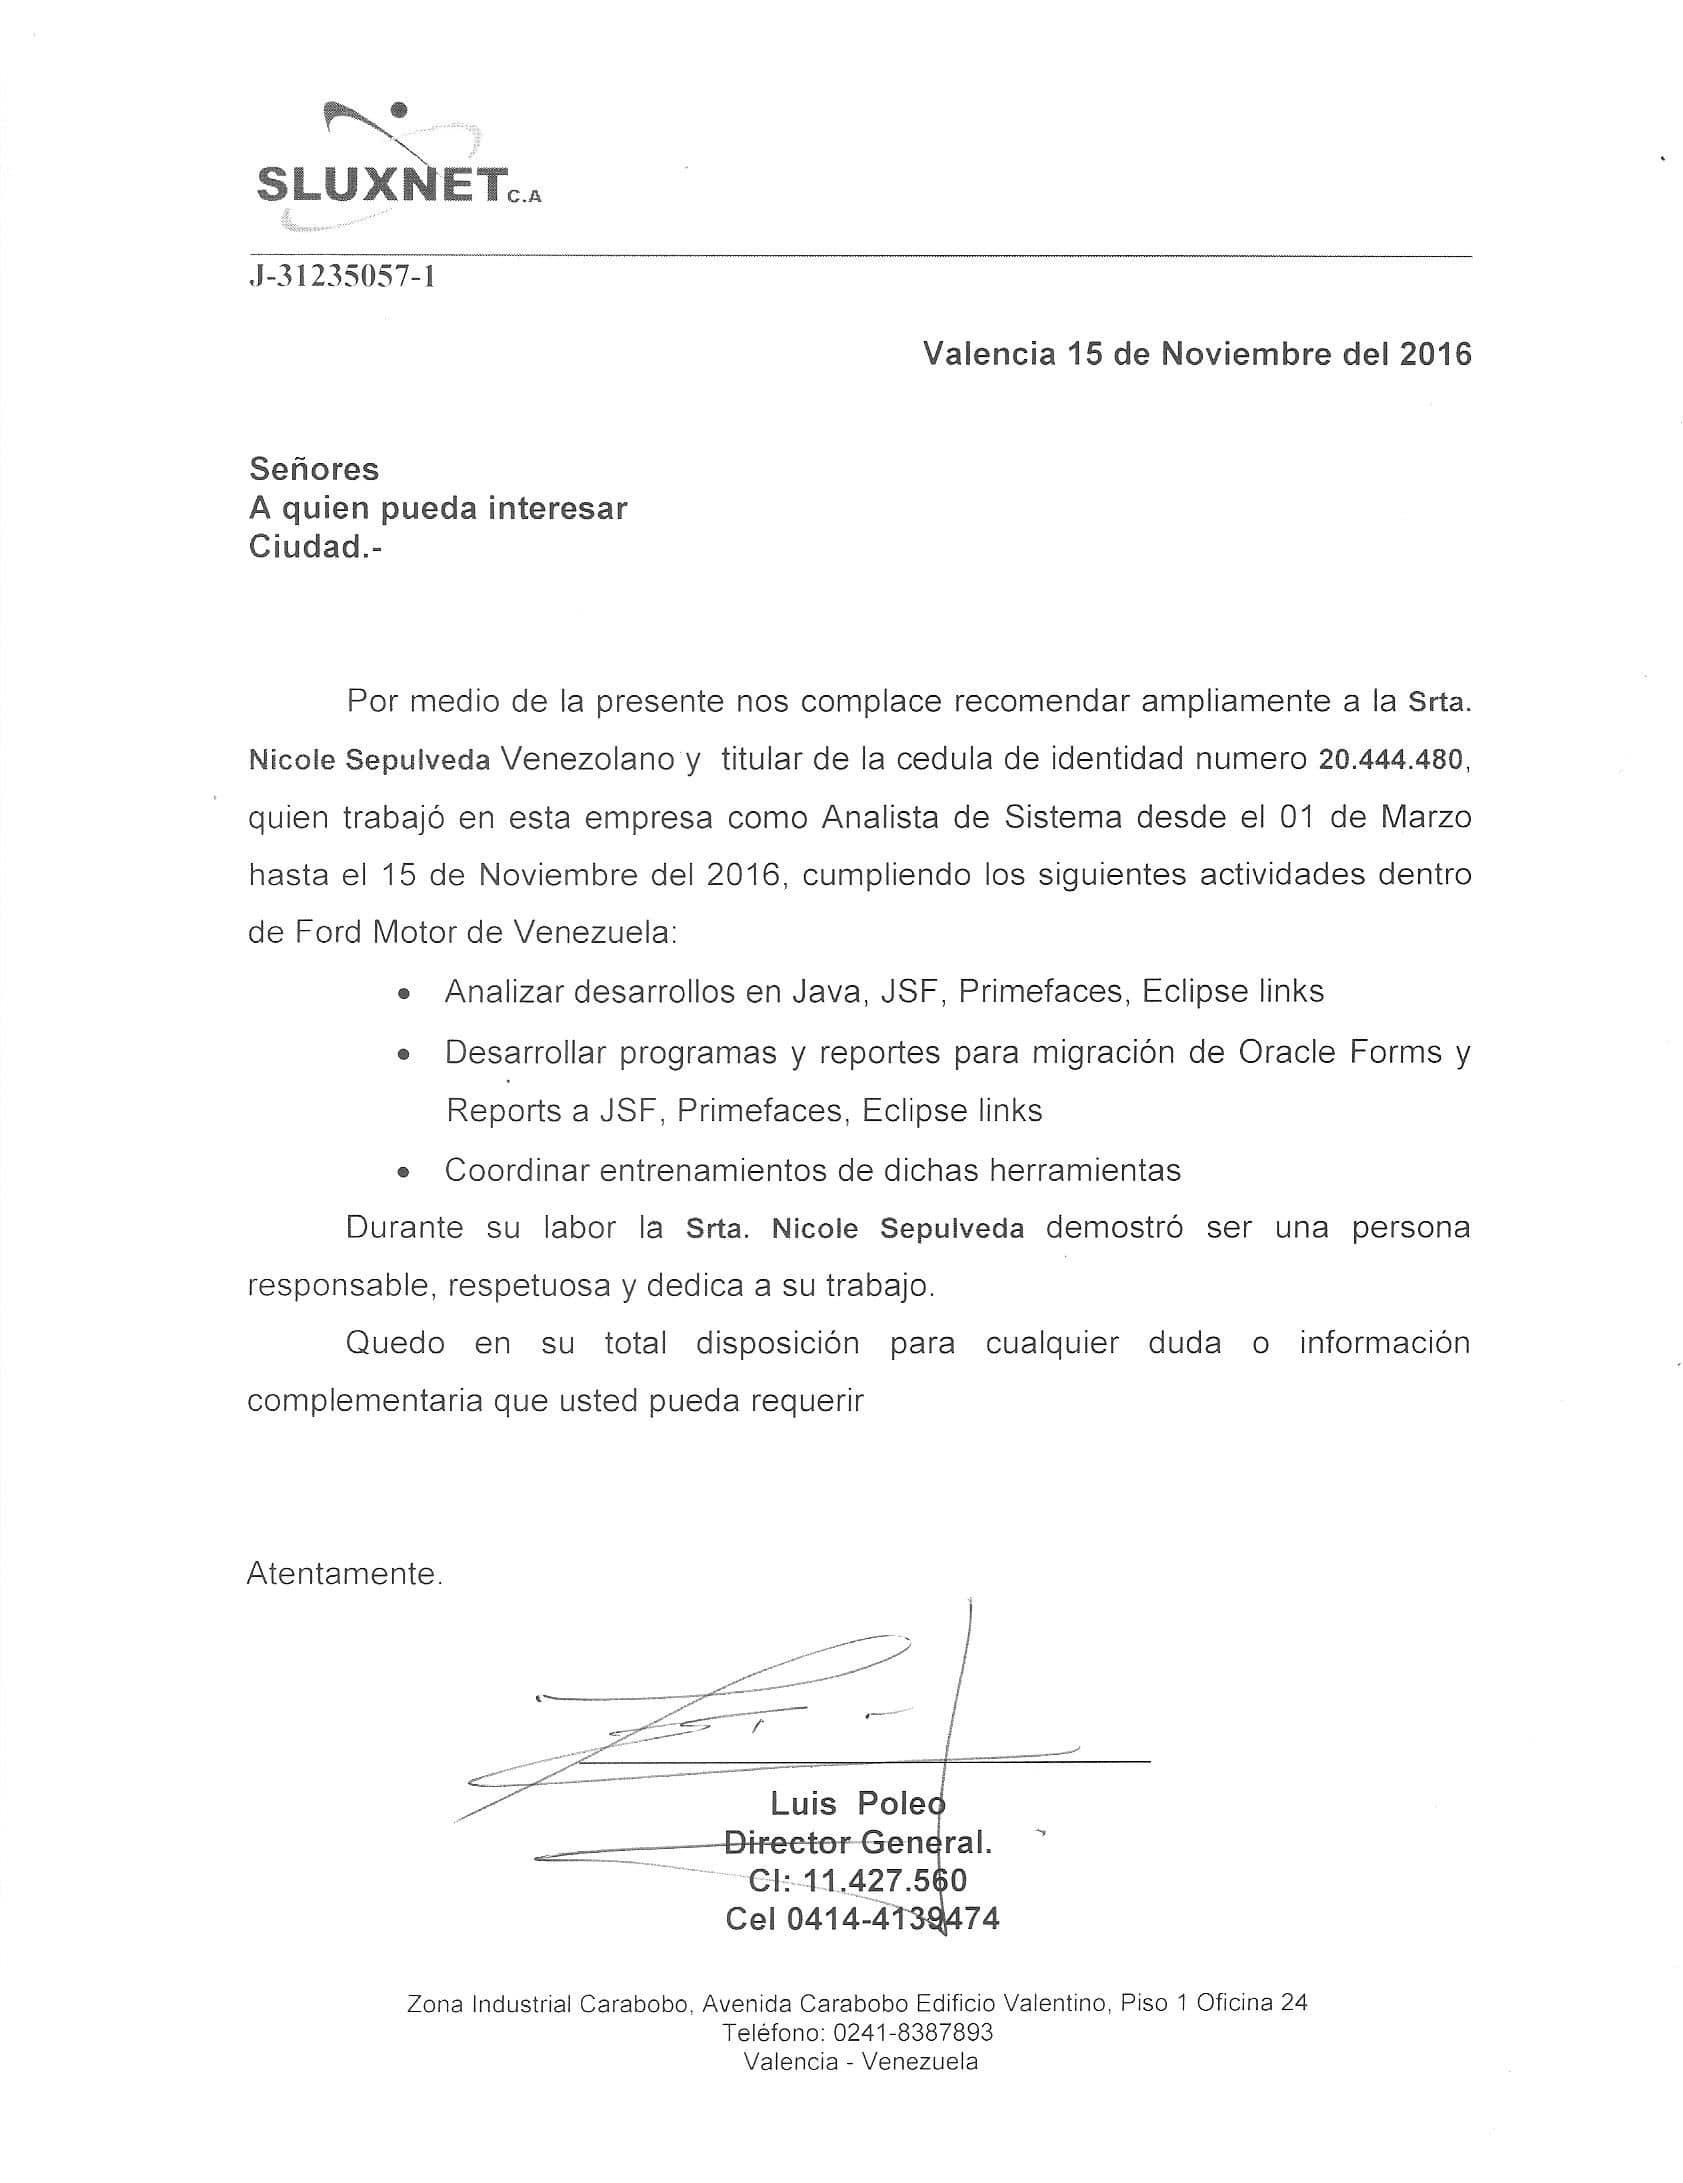 SLUXNET C.A
J-31235057-1
Valencia 15 de Noviembre del 2016
Señores
A quien pueda interesar
Ciudad.-
Por medio de la presente nos complace recomendar ampliamente a la Srta.
Nicole Sepulveda Venezolano y titular de la cedula de identidad numero 20.444.480,
quien trabajó en esta empresa como Analista de Sistema desde el 01 de Marzo
hasta el 15 de Noviembre del 2016, cumpliendo los siguientes actividades dentro
de Ford Motor de Venezuela:
• Analizar desarrollos en Java, JSF, Primefaces, Eclipse links
• Desarrollar programas y reportes para migración de Oracle Forms y
Reports a JSF, Primefaces, Eclipse links
• Coordinar entrenamientos de dichas herramientas
Durante su labor la Srta. Nicole Sepulveda demostró ser una persona
responsable, respetuosa y dedica a su trabajo.
Quedo en su total disposición para cualquier duda o información
complementaria que usted pueda requerir
Atentamente.
Luis Poleo
Director General.
CI: 11.427.560
Cel 0414-4139474
Zona Industrial Carabobo, Avenida Carabobo Edificio Valentino, Piso 1 Oficina 24
Teléfono: 0241-8387893
Valencia - Venezuela